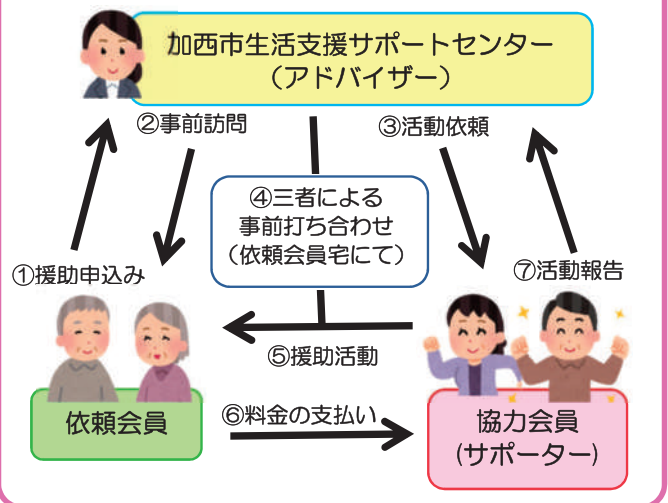 加西市生活支援サポートセンター
（アドバイザー）
②事前訪問
③活動依頼
④三者による
事前打ち合わせ
（依頼会員宅にて）
①援助申込み
⑦活動報告
⑤援助活動
依頼会員
⑥料金の支払い
協力会員
(サポーター)